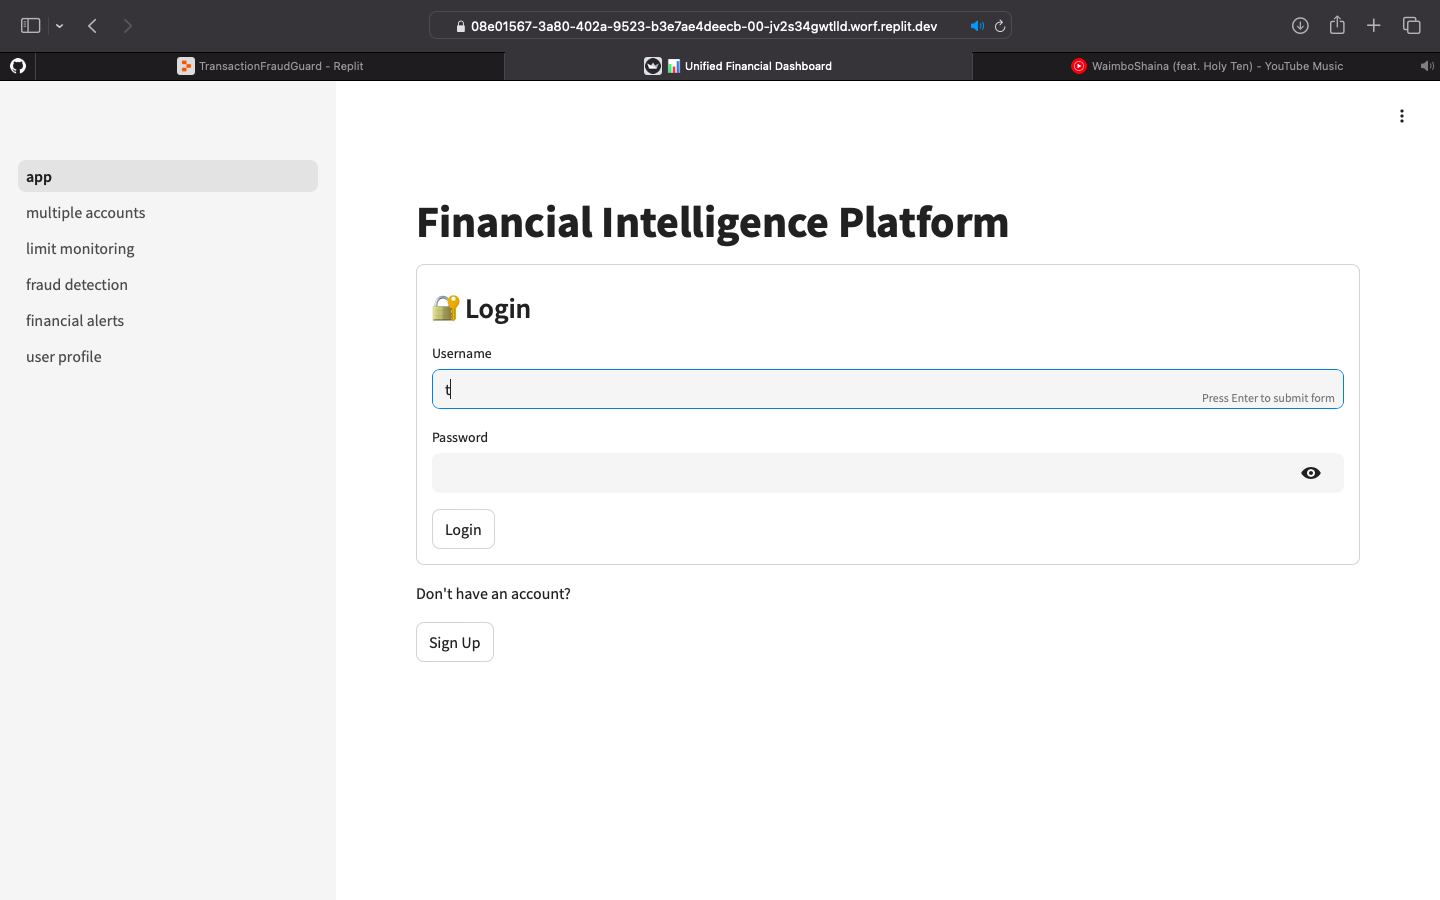 08e01567-3a80-402a-9523-b3e7ae4deecb-00-jv2s34gwtlld.worf.replit.dev
TransactionFraudGuard - Replit
📊 Unified Financial Dashboard
WaimboShaina (feat. Holy Ten) - YouTube Music
app
multiple accounts
limit monitoring
fraud detection
financial alerts
user profile
Financial Intelligence Platform
🔐 Login
Username
t
Press Enter to submit form
Password
Login
Don't have an account?
Sign Up